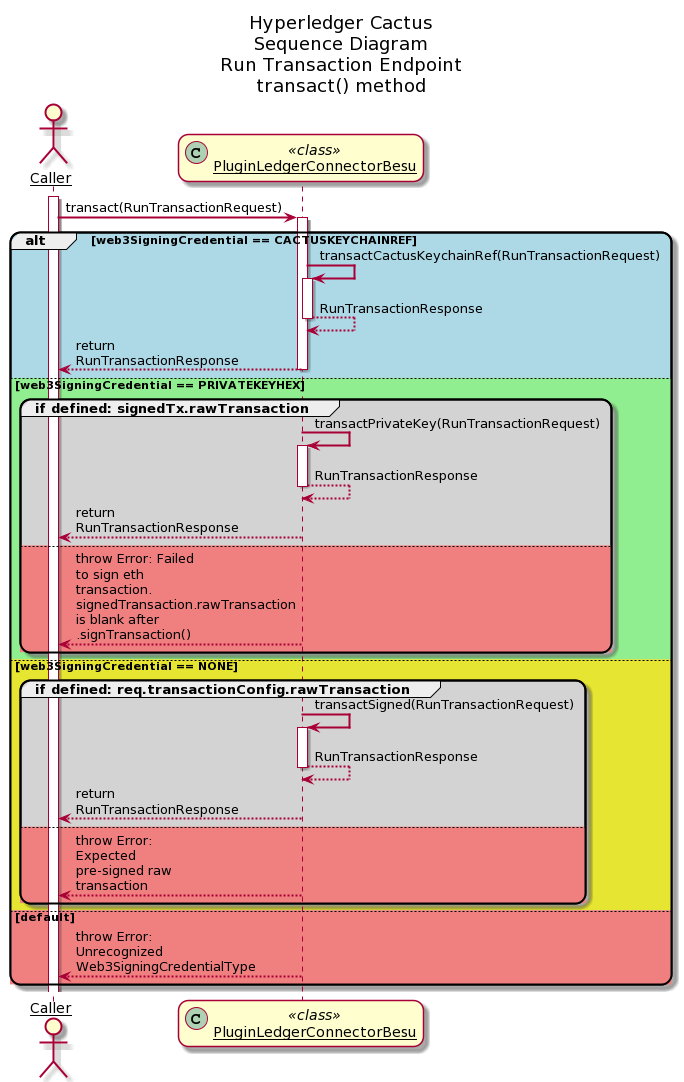 Hyperledger Cactus
Sequence Diagram
Run Transaction Endpoint
transact() method
Caller
C
«class»
PluginLedgerConnectorBesu
transact(RunTransactionRequest)
alt
[web3SigningCredential == CACTUSKEYCHAINREF]
transactCactusKeychainRef(RunTransactionRequest)
RunTransactionResponse
return
RunTransactionResponse
[web3SigningCredential == PRIVATEKEYHEX]
if defined: signedTx.rawTransaction
transactPrivateKey(RunTransactionRequest)
RunTransactionResponse
return
RunTransactionResponse
throw Error: Failed
to sign eth
transaction.
signedTransaction.rawTransaction
is blank after
.signTransaction()
[web3SigningCredential == NONE]
if defined: req.transactionConfig.rawTransaction
transactSigned(RunTransactionRequest)
RunTransactionResponse
return
RunTransactionResponse
throw Error:
Expected
pre-signed raw
transaction
[default]
throw Error:
Unrecognized
Web3SigningCredentialType
Caller
C
«class»
PluginLedgerConnectorBesu